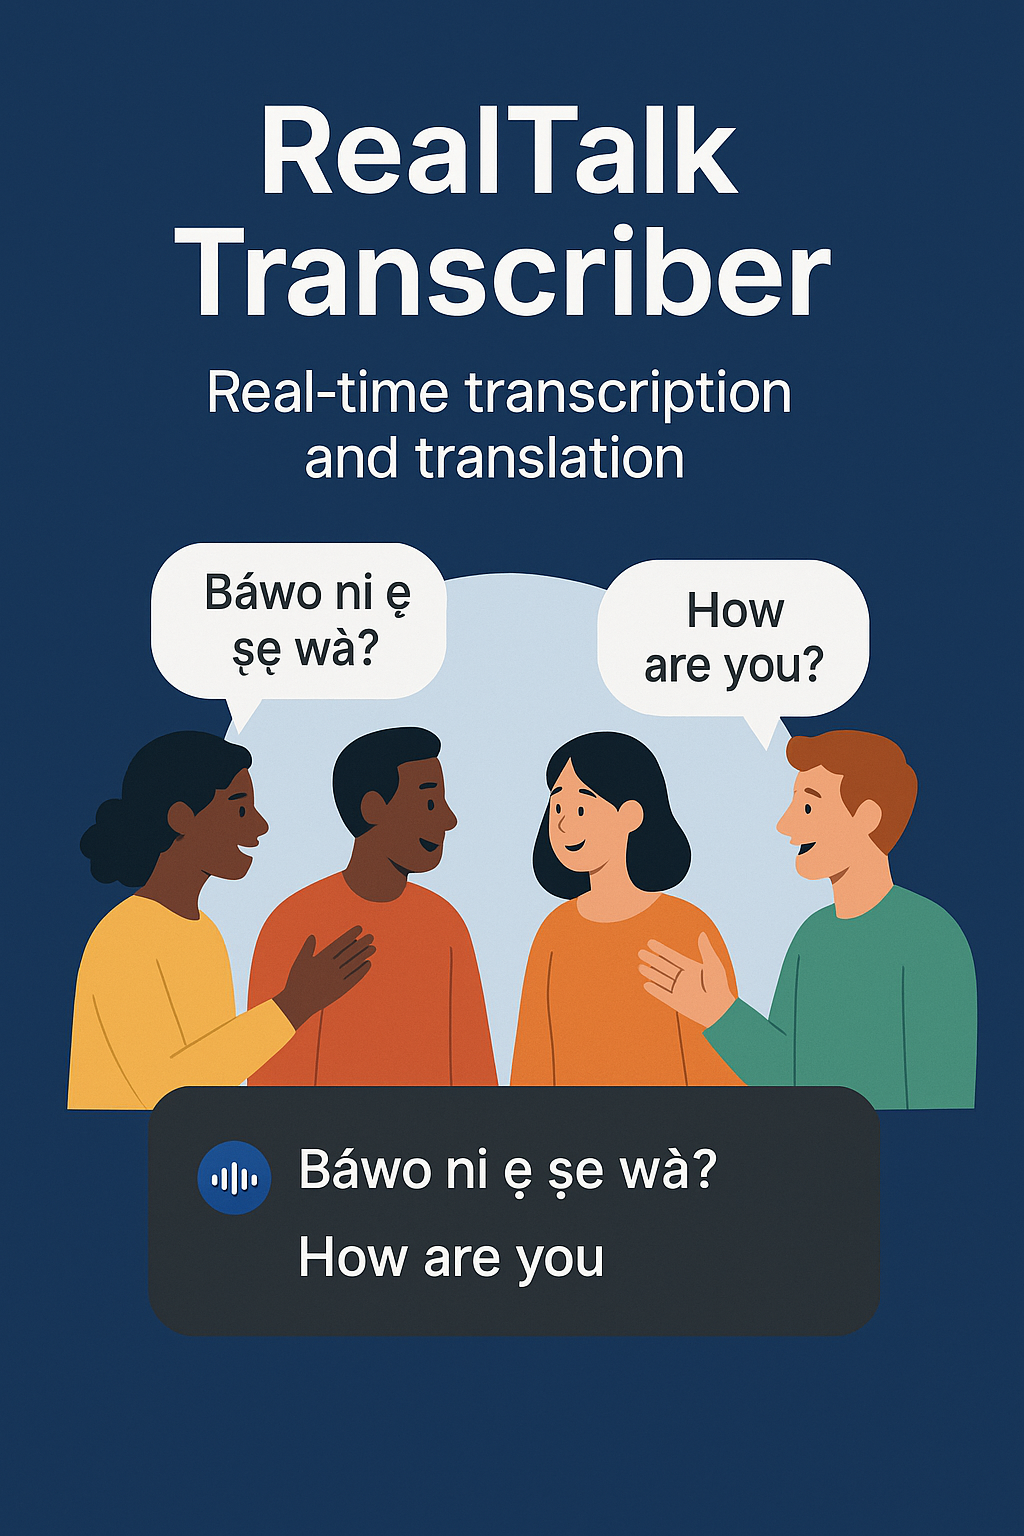 RealTalk
Transcriber
Real-time transcription
and translation
Báwo ni ẹ
șę wà?
How
are you?
Báwo ni ẹ ṣe wà?
How are you